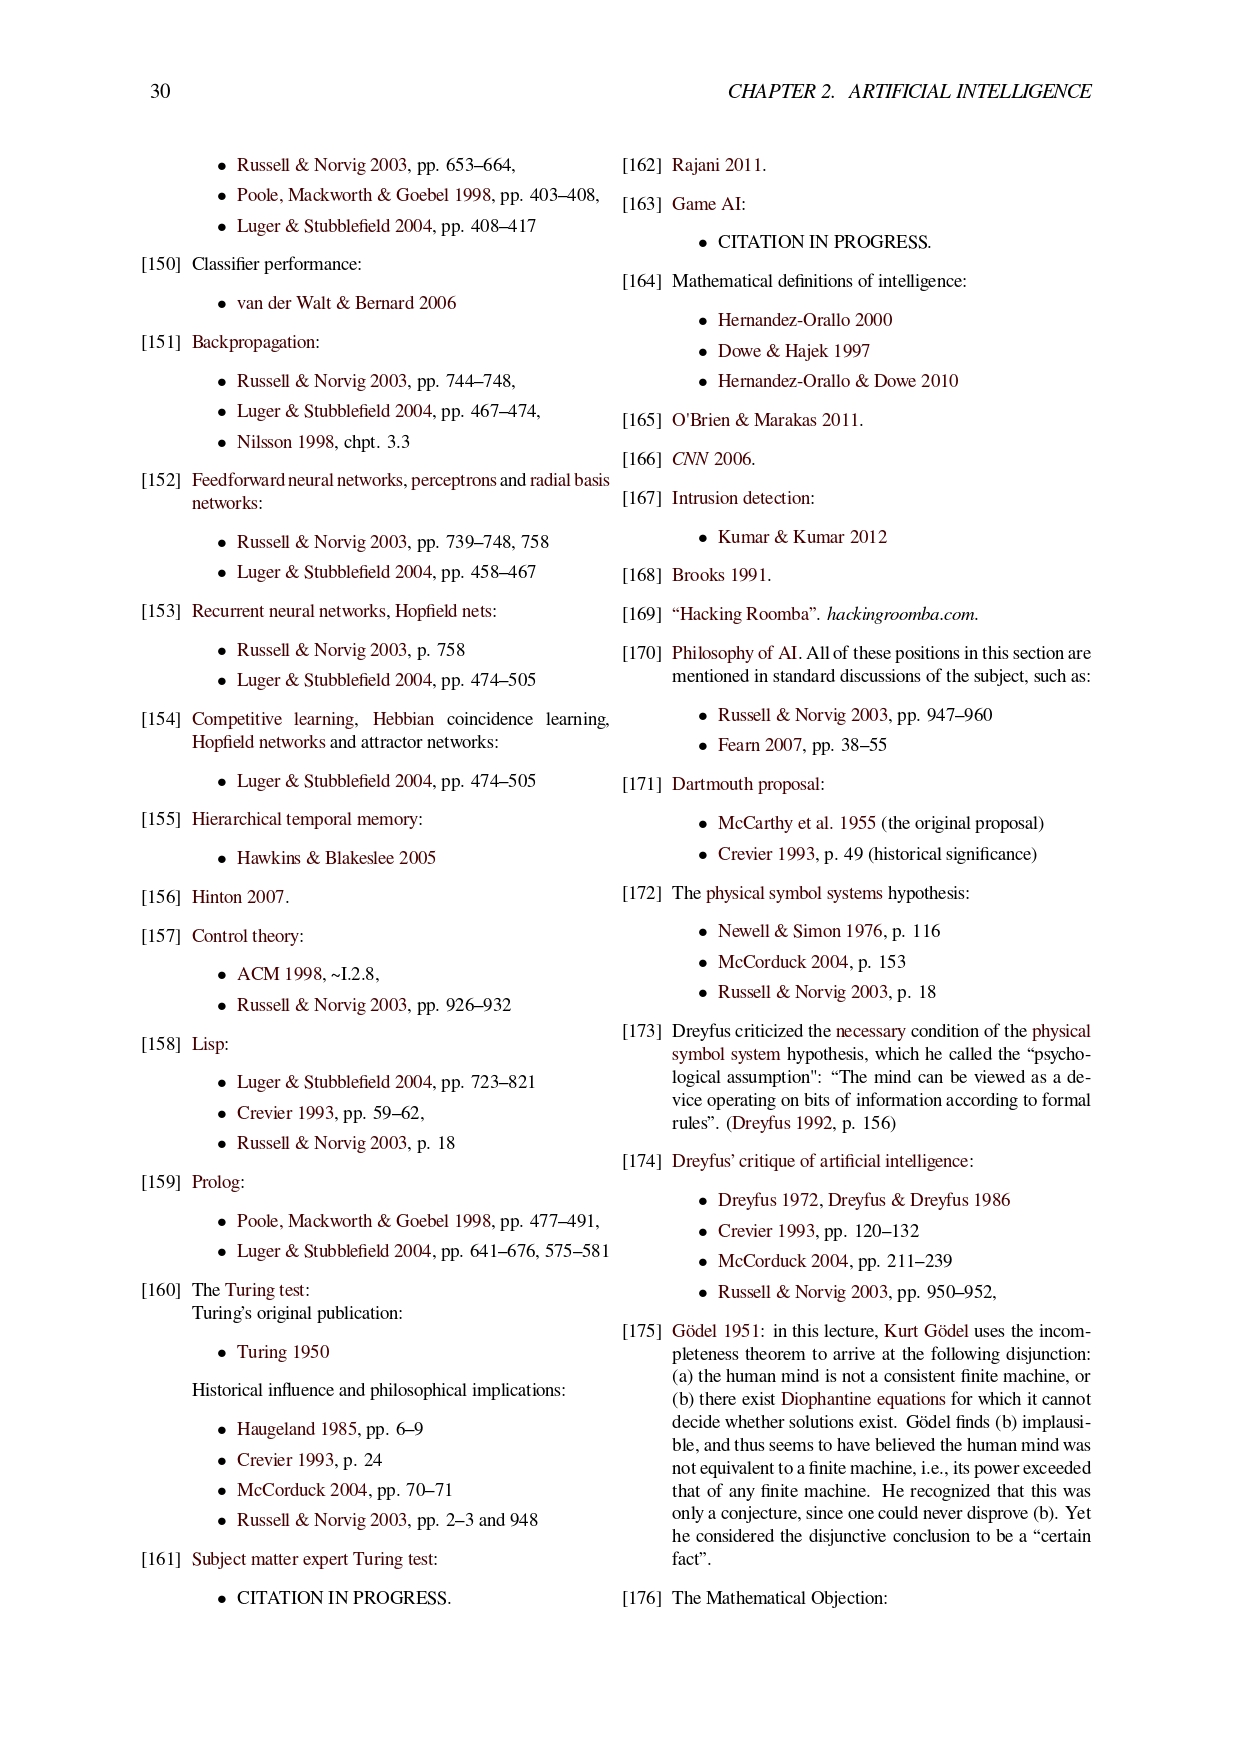 30
CHAPTER 2. ARTIFICIAL INTELLIGENCE
• Russell & Norvig 2003, pp. 653–664,
• Poole, Mackworth & Goebel 1998, pp. 403–408,
• Luger & Stubblefield 2004, pp. 408–417
[150] Classifier performance:
• van der Walt & Bernard 2006
[151] Backpropagation:
• Russell & Norvig 2003, pp. 744–748,
• Luger & Stubblefield 2004, pp. 467–474,
• Nilsson 1998, chpt. 3.3
[152] Feedforward neural networks, perceptrons and radial basis
networks:
• Russell & Norvig 2003, pp. 739–748, 758
• Luger & Stubblefield 2004, pp. 458–467
[153] Recurrent neural networks, Hopfield nets:
• Russell & Norvig 2003, p. 758
• Luger & Stubblefield 2004, pp. 474–505
[154] Competitive learning, Hebbian coincidence learning,
Hopfield networks and attractor networks:
• Luger & Stubblefield 2004, pp. 474–505
[155] Hierarchical temporal memory:
• Hawkins & Blakeslee 2005
[156] Hinton 2007.
[157] Control theory:
• ACM 1998, ~I.2.8,
• Russell & Norvig 2003, pp. 926–932
[158] Lisp:
• Luger & Stubblefield 2004, pp. 723–821
• Crevier 1993, pp. 59–62,
• Russell & Norvig 2003, p. 18
[159] Prolog:
• Poole, Mackworth & Goebel 1998, pp. 477–491,
• Luger & Stubblefield 2004, pp. 641–676, 575–581
[160] The Turing test:
Turing’s original publication:
• Turing 1950
Historical influence and philosophical implications:
• Haugeland 1985, pp. 6–9
• Crevier 1993, p. 24
• McCorduck 2004, pp. 70–71
• Russell & Norvig 2003, pp. 2–3 and 948
[161] Subject matter expert Turing test:
• CITATION IN PROGRESS.
[162] Rajani 2011.
[163] Game AI:
• CITATION IN PROGRESS.
[164] Mathematical definitions of intelligence:
• Hernandez-Orallo 2000
• Dowe & Hajek 1997
• Hernandez-Orallo & Dowe 2010
[165] O'Brien & Marakas 2011.
[166] CNN 2006.
[167] Intrusion detection:
• Kumar & Kumar 2012
[168] Brooks 1991.
[169] “Hacking Roomba”. hackingroomba.com.
[170] Philosophy of AI. All of these positions in this section are
mentioned in standard discussions of the subject, such as:
• Russell & Norvig 2003, pp. 947–960
• Fearn 2007, pp. 38–55
[171] Dartmouth proposal:
• McCarthy et al. 1955 (the original proposal)
• Crevier 1993, p. 49 (historical significance)
[172] The physical symbol systems hypothesis:
• Newell & Simon 1976, p. 116
• McCorduck 2004, p. 153
• Russell & Norvig 2003, p. 18
[173] Dreyfus criticized the necessary condition of the physical
symbol system hypothesis, which he called the “psycho-
logical assumption": “The mind can be viewed as a de-
vice operating on bits of information according to formal
rules”. (Dreyfus 1992, p. 156)
[174] Dreyfus’ critique of artificial intelligence:
• Dreyfus 1972, Dreyfus & Dreyfus 1986
• Crevier 1993, pp. 120–132
• McCorduck 2004, pp. 211–239
• Russell & Norvig 2003, pp. 950–952,
[175] Gödel 1951: in this lecture, Kurt Gödel uses the incom-
pleteness theorem to arrive at the following disjunction:
(a) the human mind is not a consistent finite machine, or
(b) there exist Diophantine equations for which it cannot
decide whether solutions exist. Gödel finds (b) implausi-
ble, and thus seems to have believed the human mind was
not equivalent to a finite machine, i.e., its power exceeded
that of any finite machine. He recognized that this was
only a conjecture, since one could never disprove (b). Yet
he considered the disjunctive conclusion to be a “certain
fact”.
[176] The Mathematical Objection: